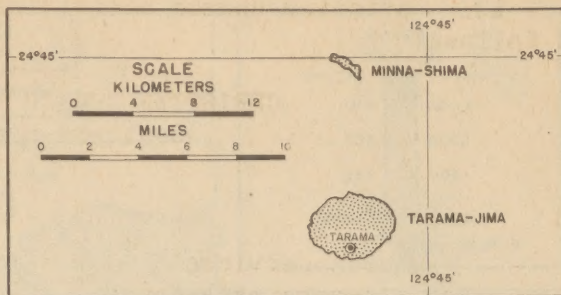 124°45'
24°45'
24°45'
SCALE
KILOMETERS
0 4 8 12
MILES
0 2 4 6 8 10
MINNA-SHIMA
TARAMA-JIMA
TARAMA
124°45'